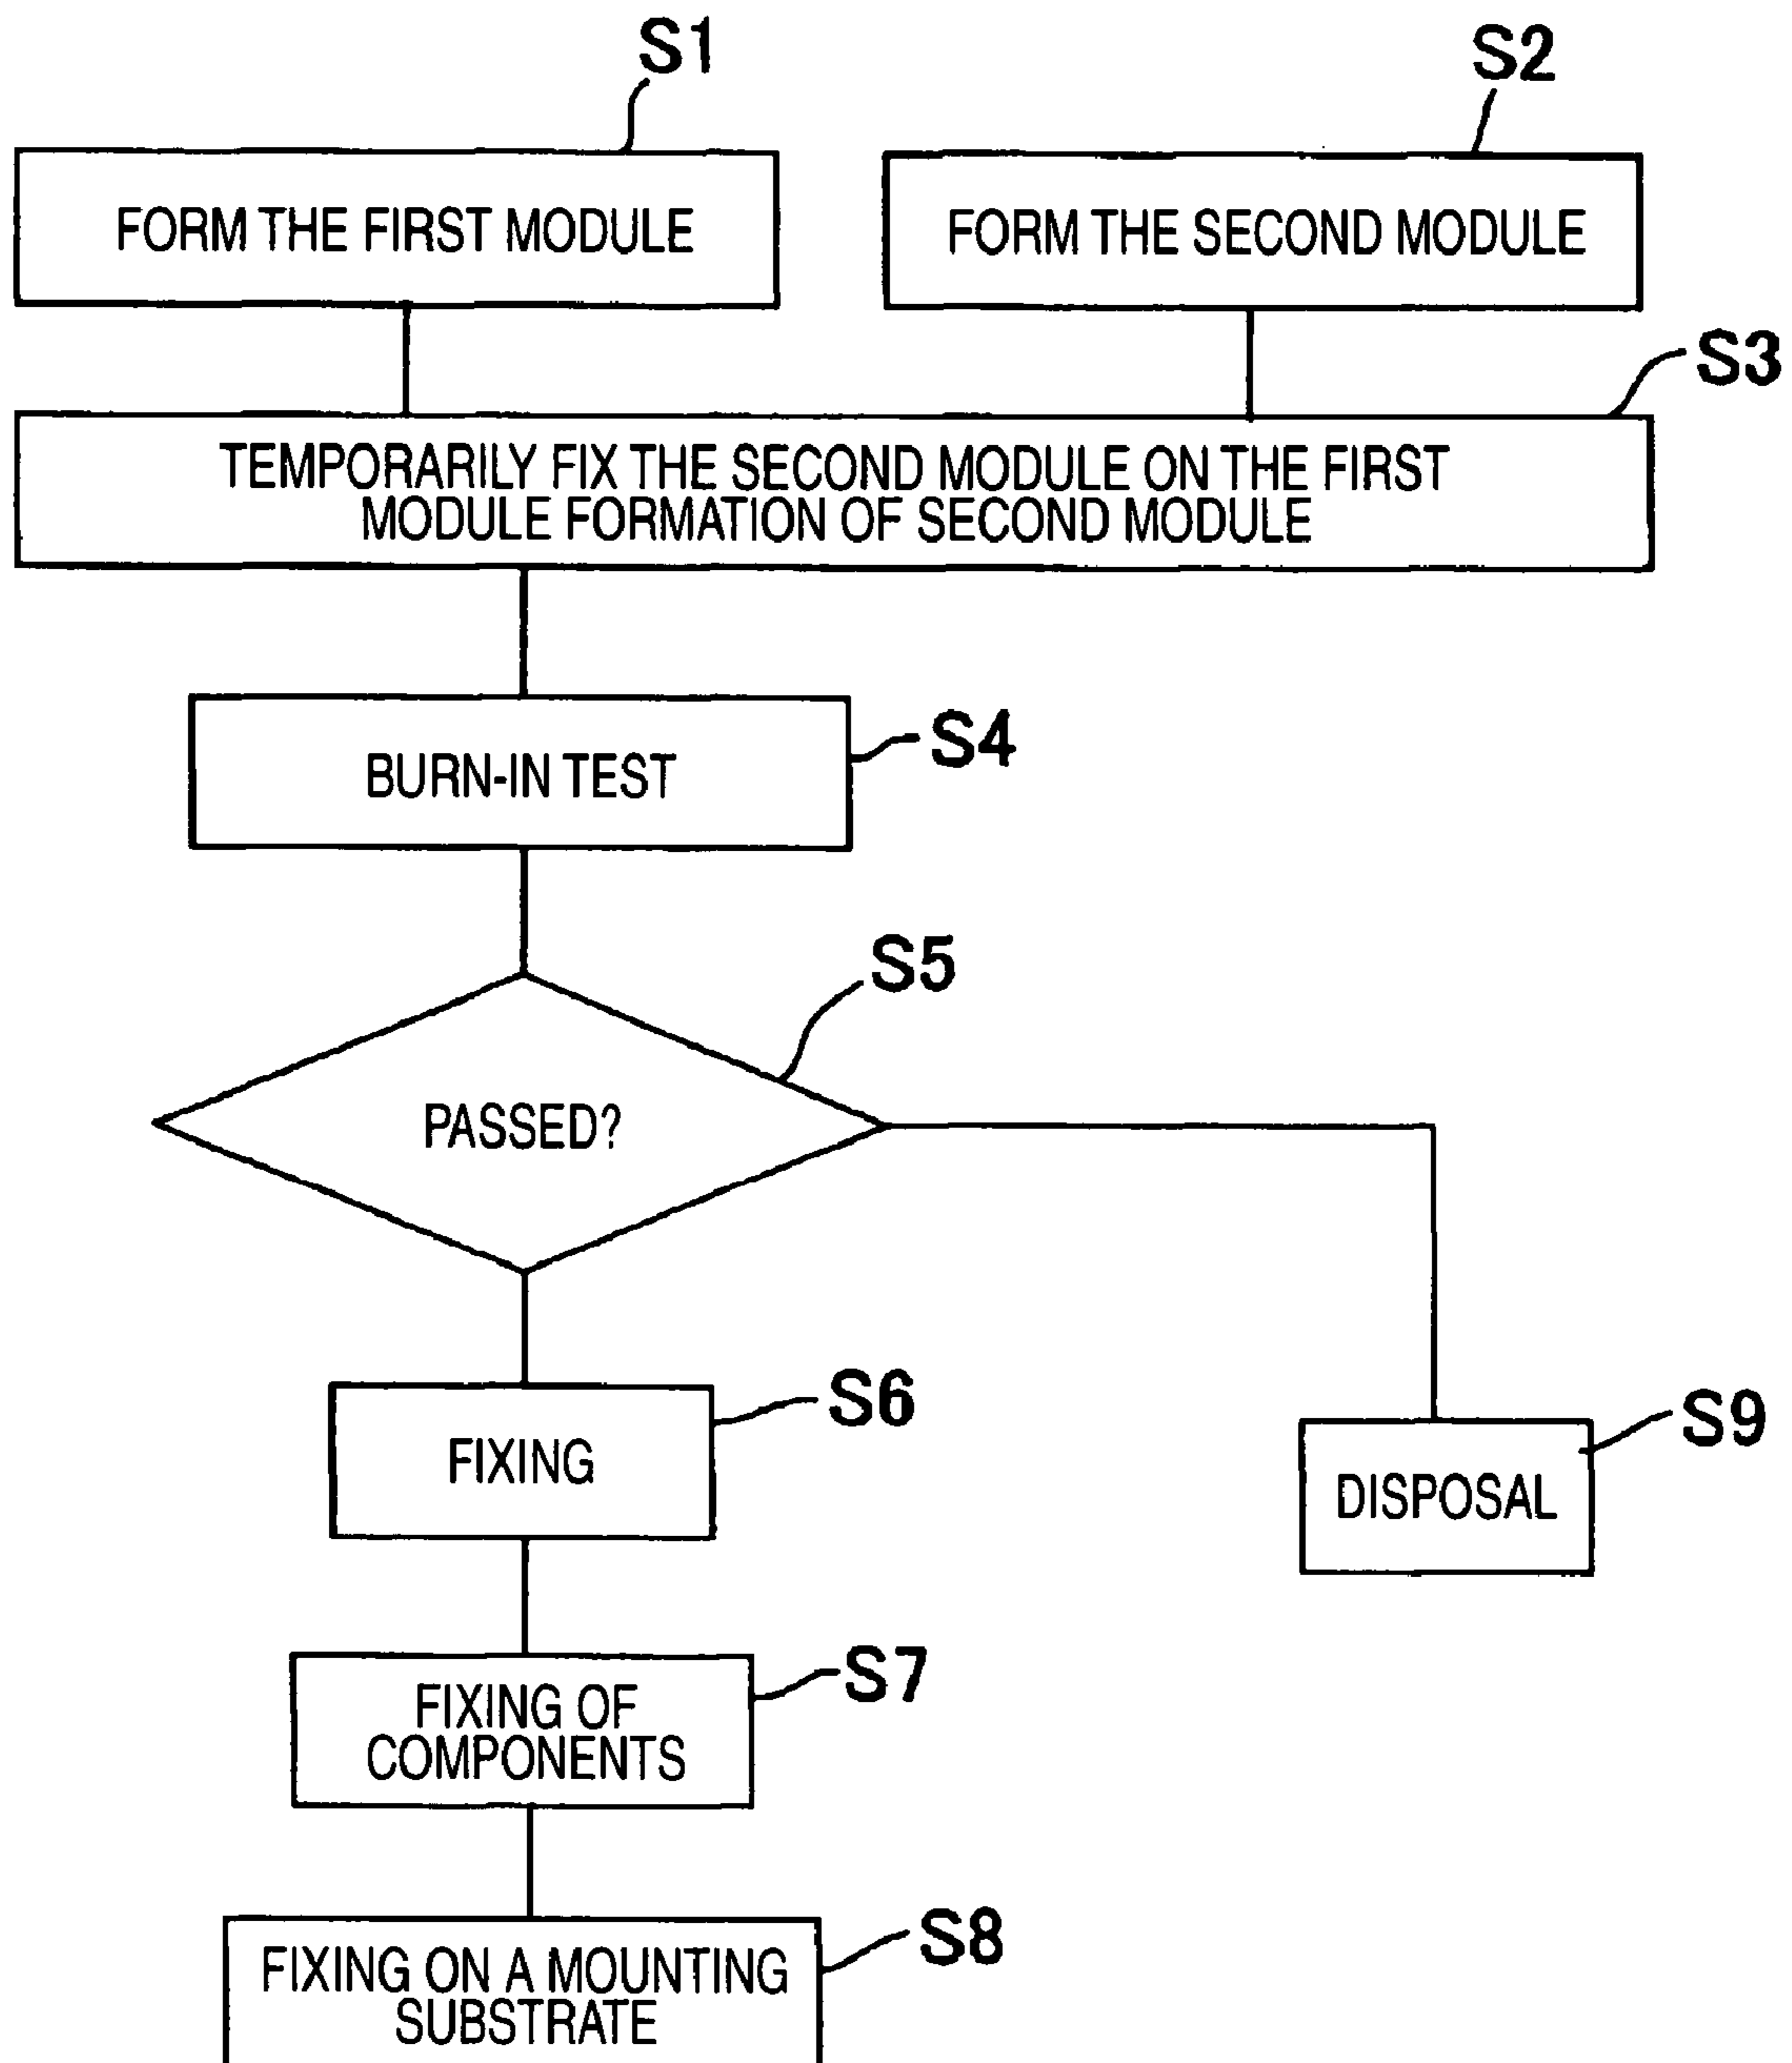 S1
S2
FORM THE FIRST MODULE
FORM THE SECOND MODULE
S3
TEMPORARILY FIX THE SECOND MODULE ON THE FIRST
MODULE FORMATION OF SECOND MODULE
S4
BURN-IN TEST
S5
PASSED?
S6
FIXING
S9
DISPOSAL
S7
FIXING OF
COMPONENTS
S8
FIXING ON A MOUNTING
SUBSTRATE